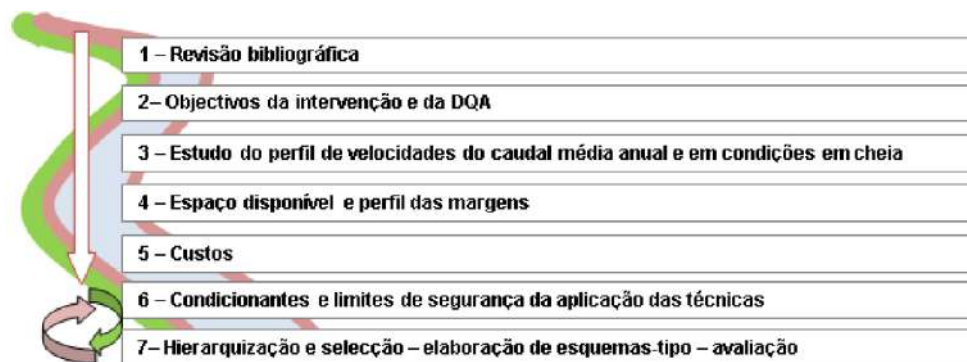 1 – Revisão bibliográfica
2– Objectivos da intervenção e da DQA
3 – Estudo do perfil de velocidades do caudal média anual e em condições em cheia
4 – Espaço disponível e perfil das margens
5 – Custos
6 – Condicionantes e limites de segurança da aplicação das técnicas
7– Hierarquização e selecção – elaboração de esquemas-tipo – avaliação